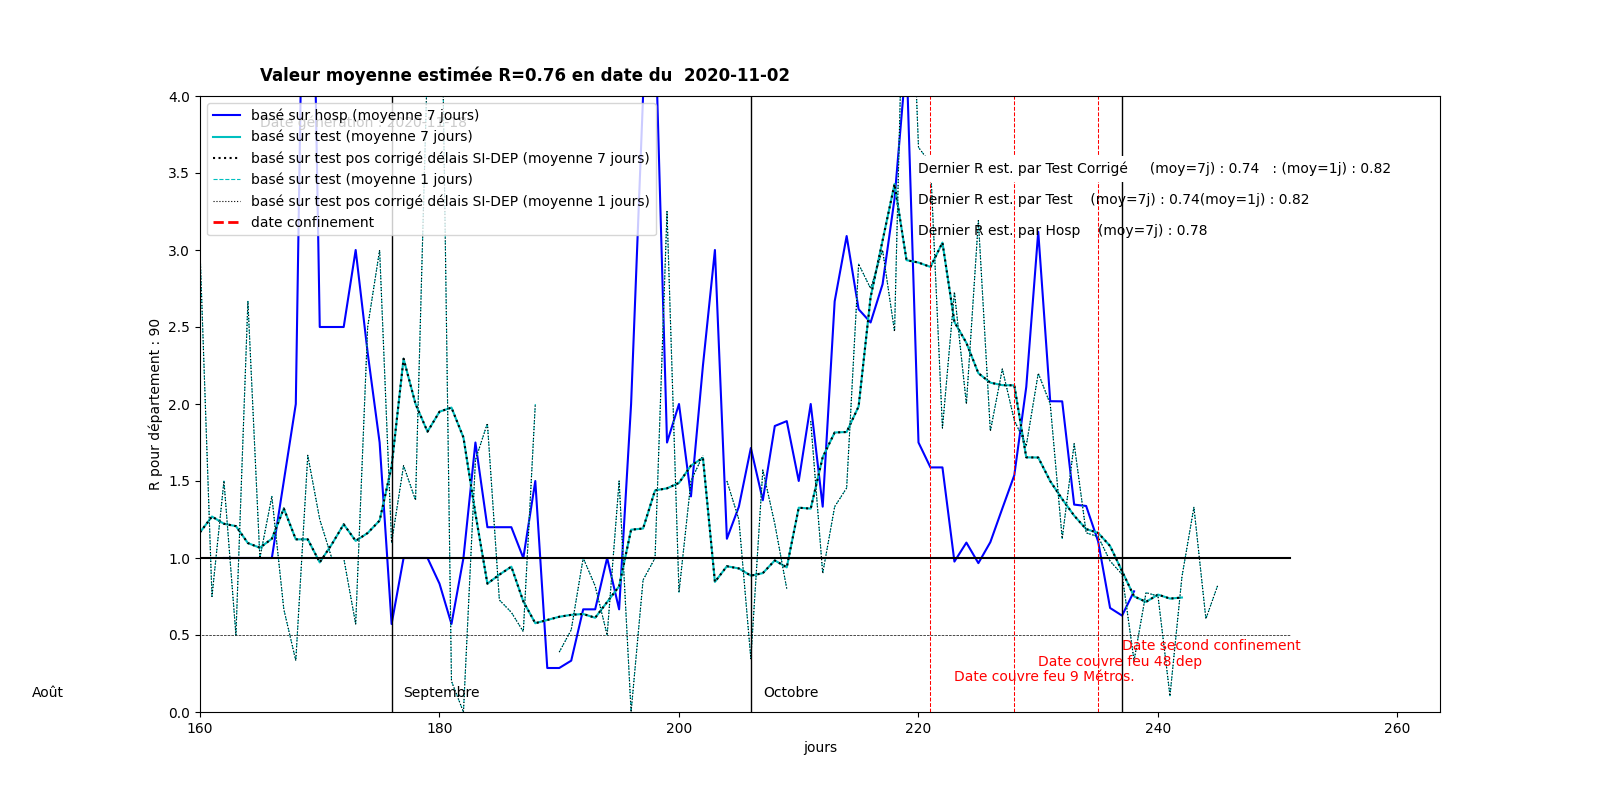 Valeur moyenne estimée R=0.76 en date du  2020-11-02
4.0
3.5
3.0
2.5
2.0
1.5
1.0
0.5
0.0
R pour département : 90
basé sur hosp (moyenne 7 jours)
Date generation : 2020-11-18
basé sur test (moyenne 7 jours)
basé sur test pos corrigé délais SI-DEP (moyenne 7 jours)
basé sur test (moyenne 1 jours)
basé sur test pos corrigé délais SI-DEP (moyenne 1 jours)
date confinement
Dernier R est. par Test Corrigé     (moy=7j) : 0.74   : (moy=1j) : 0.82
Dernier R est. par Test    (moy=7j) : 0.74(moy=1j) : 0.82
Dernier R est. par Hosp    (moy=7j) : 0.78
Date second confinement
Date couvre feu 48 dep
Date couvre feu 9 Métros.
Août
Septembre
Octobre
160 180 200 220 240 260
jours